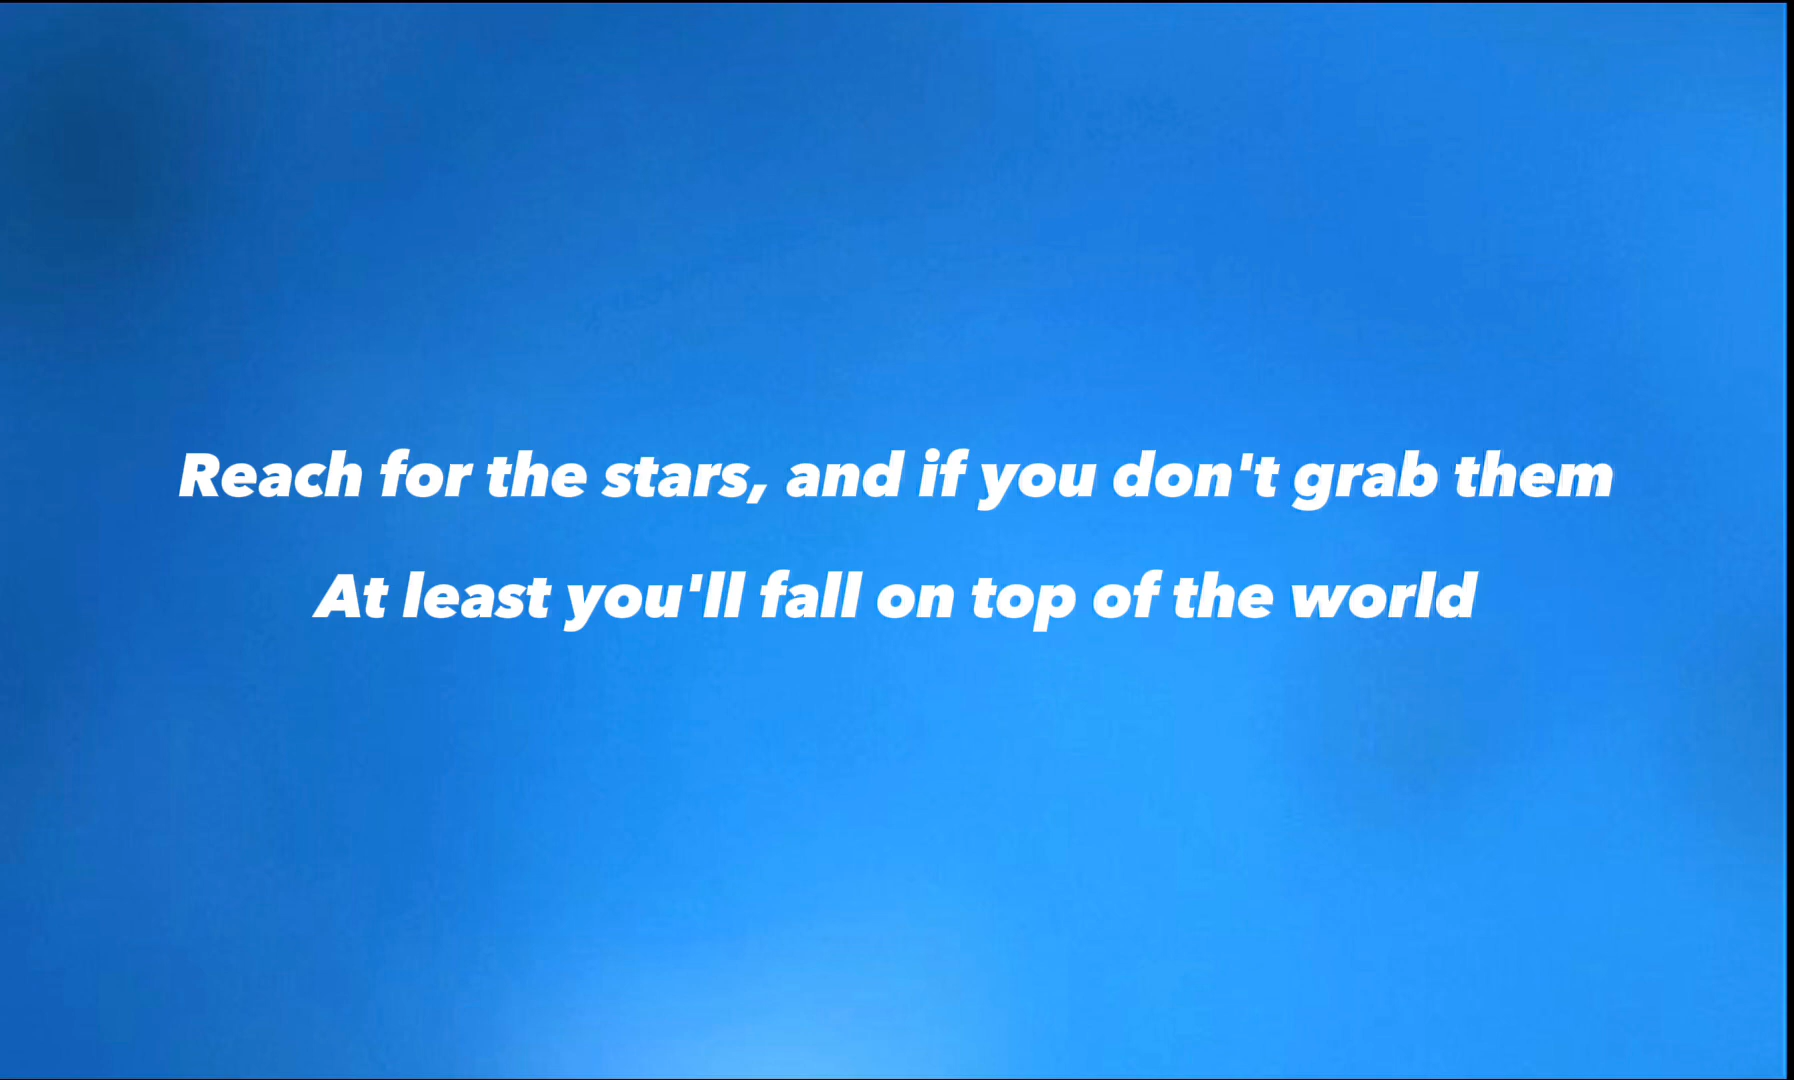 Reach for the stars, and if you don't grab them
At least you'll fall on top of the world